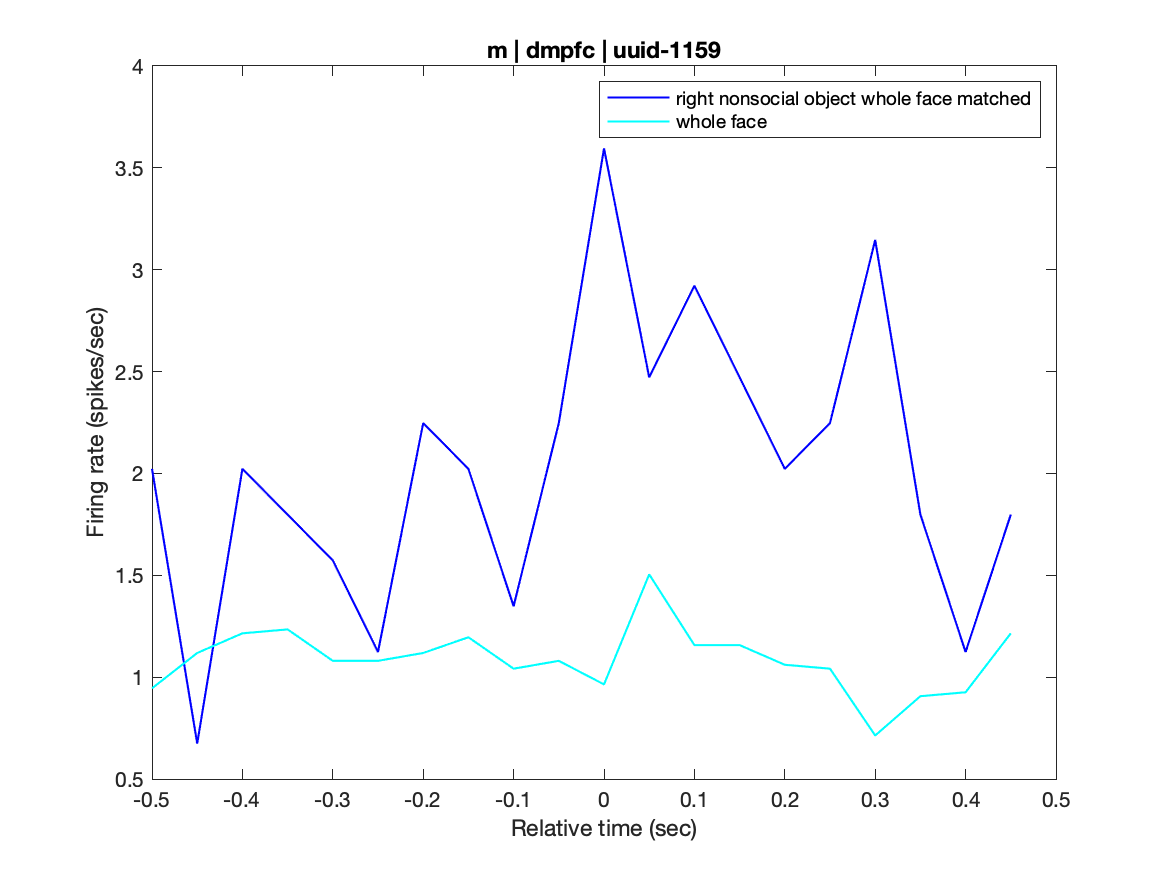 m | dmpfc | uuid-1159
right nonsocial object whole face matched
whole face
Firing rate (spikes/sec)
4
3.5
3
2.5
2
1.5
1
0.5
-0.5 -0.4 -0.3 -0.2 -0.1 0 0.1 0.2 0.3 0.4 0.5
Relative time (sec)